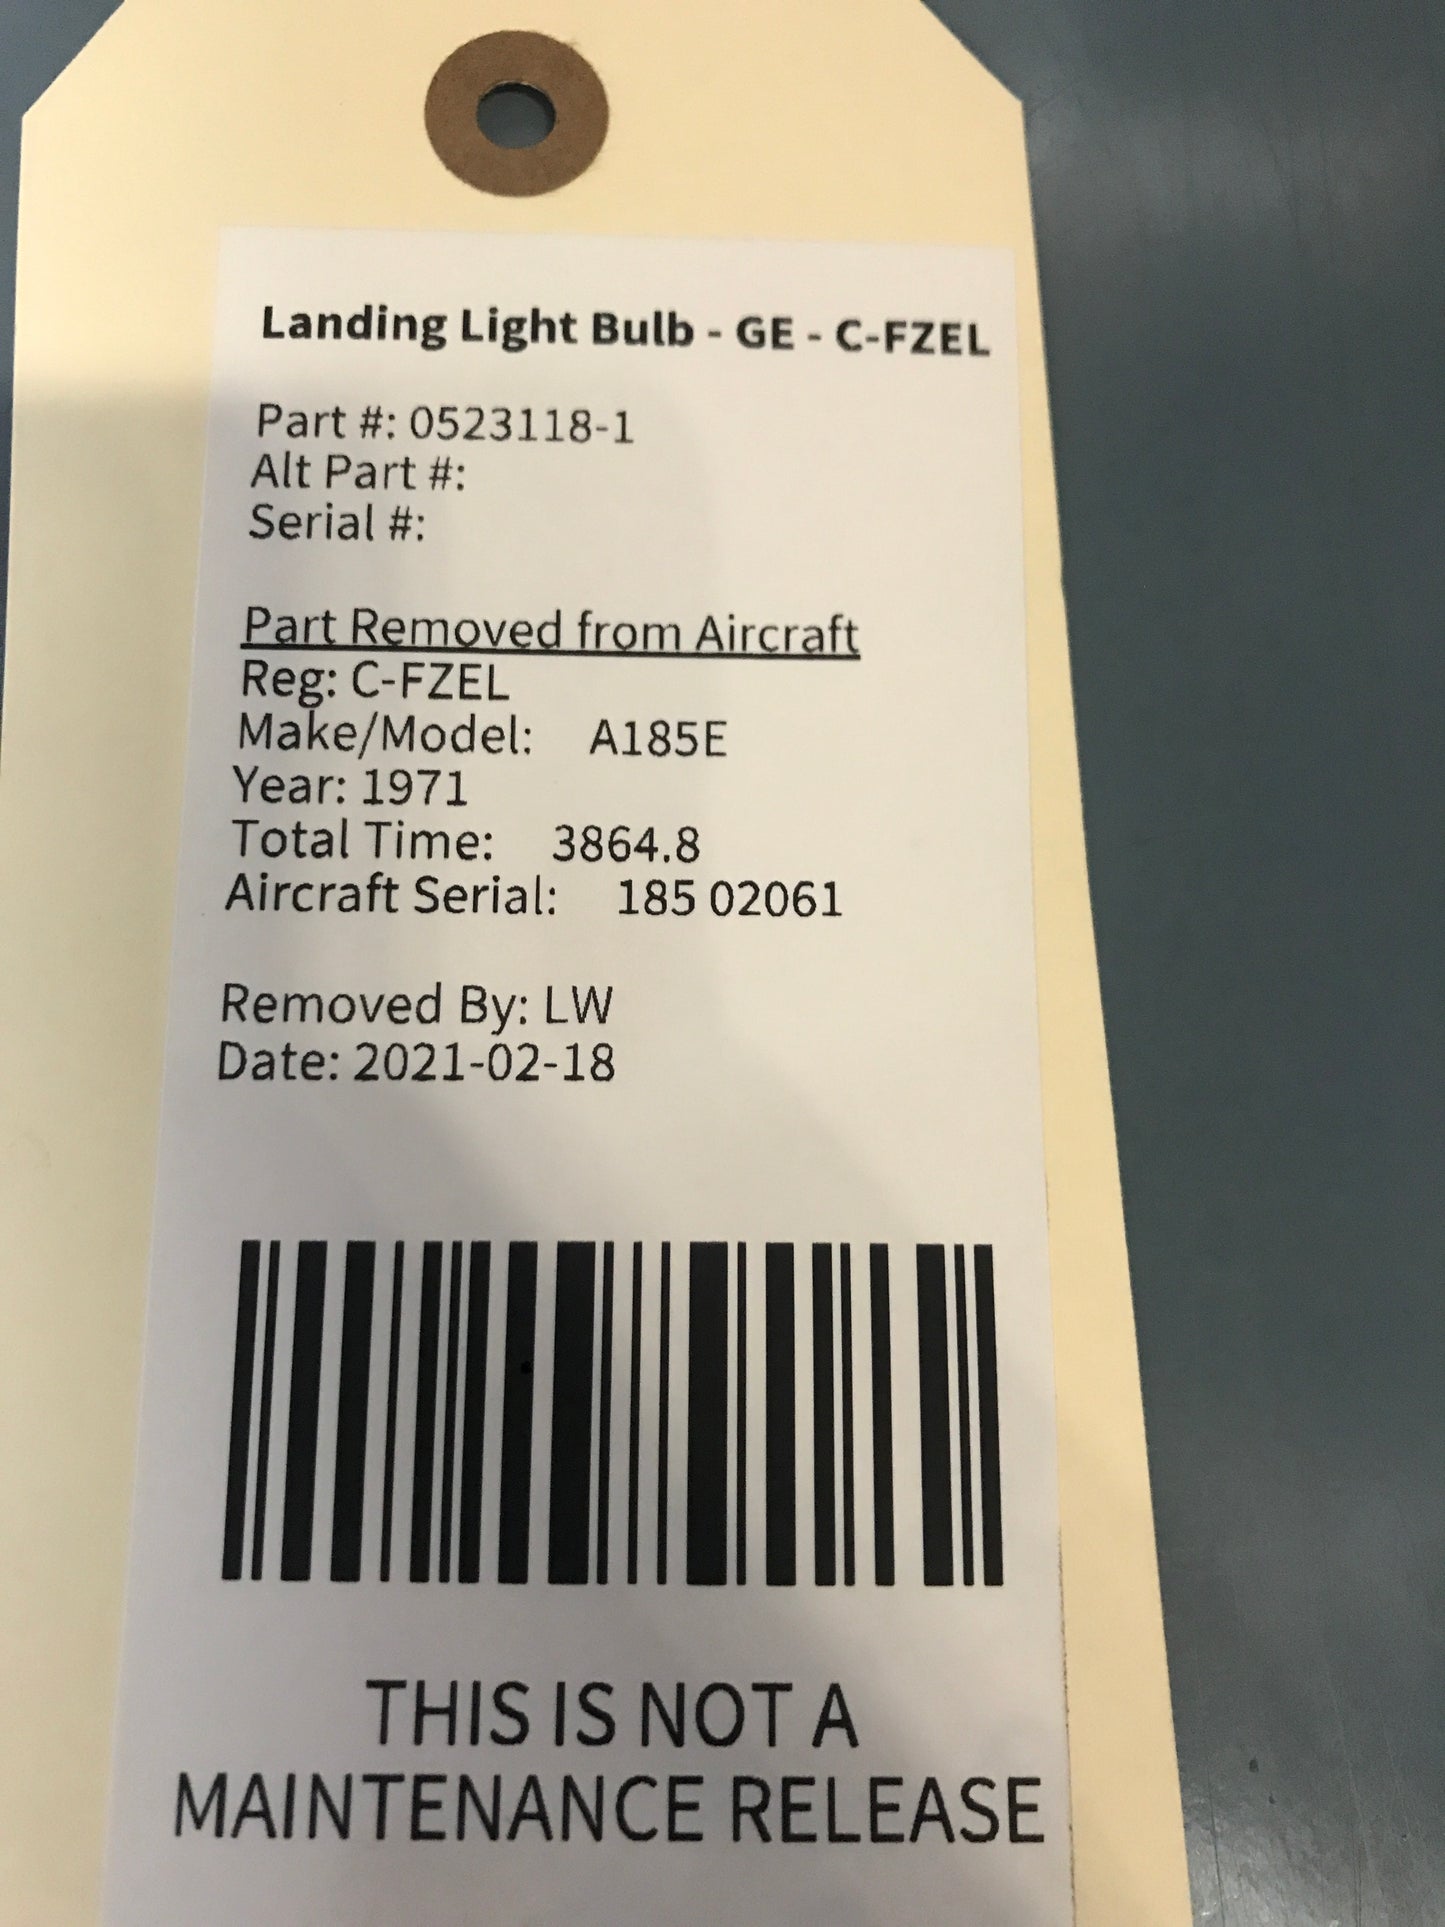 Landing Light Bulb - GE - C-FZEL
Part #: 0523118-1
Alt Part #:
Serial #:
Part Removed from Aircraft
Reg: C-FZEL
Make/Model: A185E
Year: 1971
Total Time: 3864.8
Aircraft Serial: 185 02061
Removed By: LW
Date: 2021-02-18
THIS IS NOT A
MAINTENANCE RELEASE